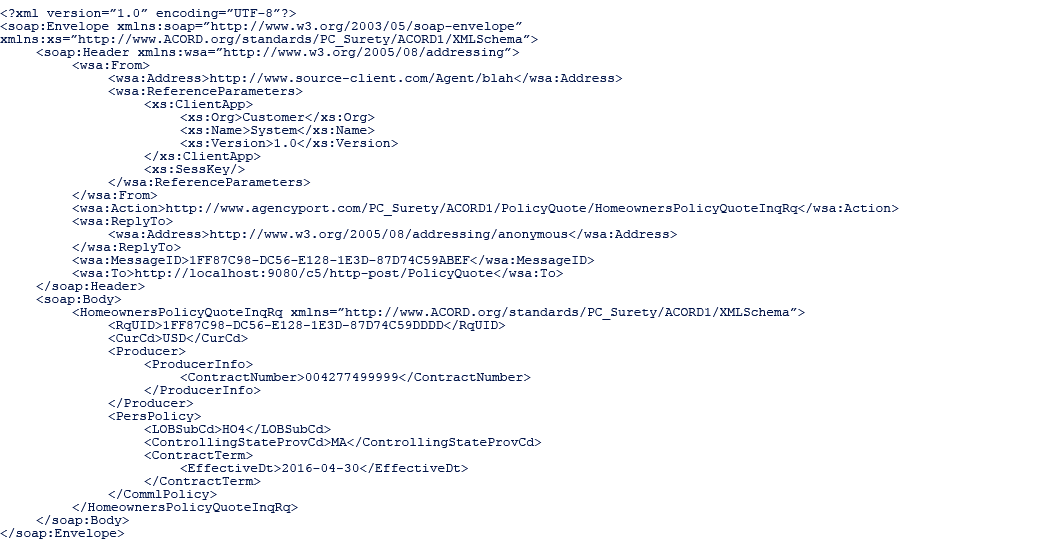 <?xml version=”1.0” encoding=”UTF-8”?>
<soap:Envelope xmlns:soap=”http://www.w3.org/2003/05/soap-envelope”
xmlns:xs=”http://www.ACORD.org/standards/PC_Surety/ACORD1/XMLSchema”>
<soap:Header xmlns:wsa=”http://www.w3.org/2005/08/addressing”>
<wsa:From>
<wsa:Address>http://www.source-client.com/Agent/blah</wsa:Address>
<wsa:ReferenceParameters>
<xs:ClientApp>
<xs:Org>Customer</xs:Org>
<xs:Name>System</xs:Name>
<xs:Version>1.0</xs:Version>
</xs:ClientApp>
<xs:SessKey/>
</wsa:ReferenceParameters>
</wsa:From>
<wsa:Action>http://www.agencyport.com/PC_Surety/ACORD1/PolicyQuote/HomeownersPolicyQuoteInqRq</wsa:Action>
<wsa:ReplyTo>
<wsa:Address>http://www.w3.org/2005/08/addressing/anonymous</wsa:Address>
</wsa:ReplyTo>
<wsa:MessageID>1FF87C98-DC56-E128-1E3D-87D74C59ABEF</wsa:MessageID>
<wsa:To>http://localhost:9080/c5/http-post/PolicyQuote</wsa:To>
</soap:Header>
<soap:Body>
<HomeownersPolicyQuoteInqRq xmlns=”http://www.ACORD.org/standards/PC_Surety/ACORD1/XMLSchema”>
<RqUID>1FF87C98-DC56-E128-1E3D-87D74C59DDDD</RqUID>
<CurCd>USD</CurCd>
<Producer>
<ProducerInfo>
<ContractNumber>004277499999</ContractNumber>
</ProducerInfo>
</Producer>
<PersPolicy>
<LOBSubCd>HO4</LOBSubCd>
<ControllingStateProvCd>MA</ControllingStateProvCd>
<ContractTerm>
<EffectiveDt>2016-04-30</EffectiveDt>
</ContractTerm>
</CommlPolicy>
</HomeownersPolicyQuoteInqRq>
</soap:Body>
</soap:Envelope>